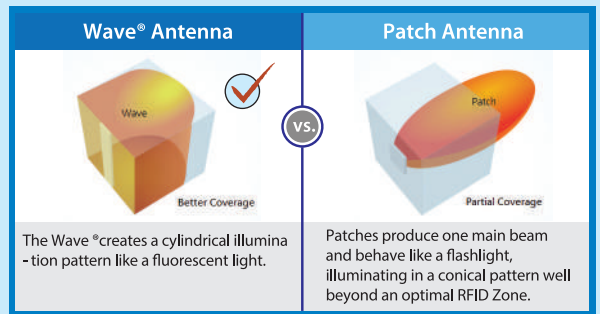 Wave® Antenna
Patch Antenna
Wave
vs.
Patch
Better Coverage
Partial Coverage
The Wave ®creates a cylindrical illumina
-tion pattern like a fluorescent light.
Patches produce one main beam
and behave like a flashlight,
illuminating in a conical pattern well
beyond an optimal RFID Zone.